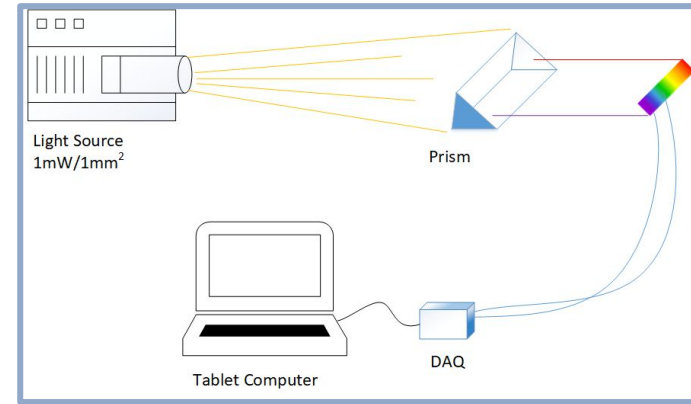 Light Source
1mW/1mm²
Prism
DAQ
Tablet Computer